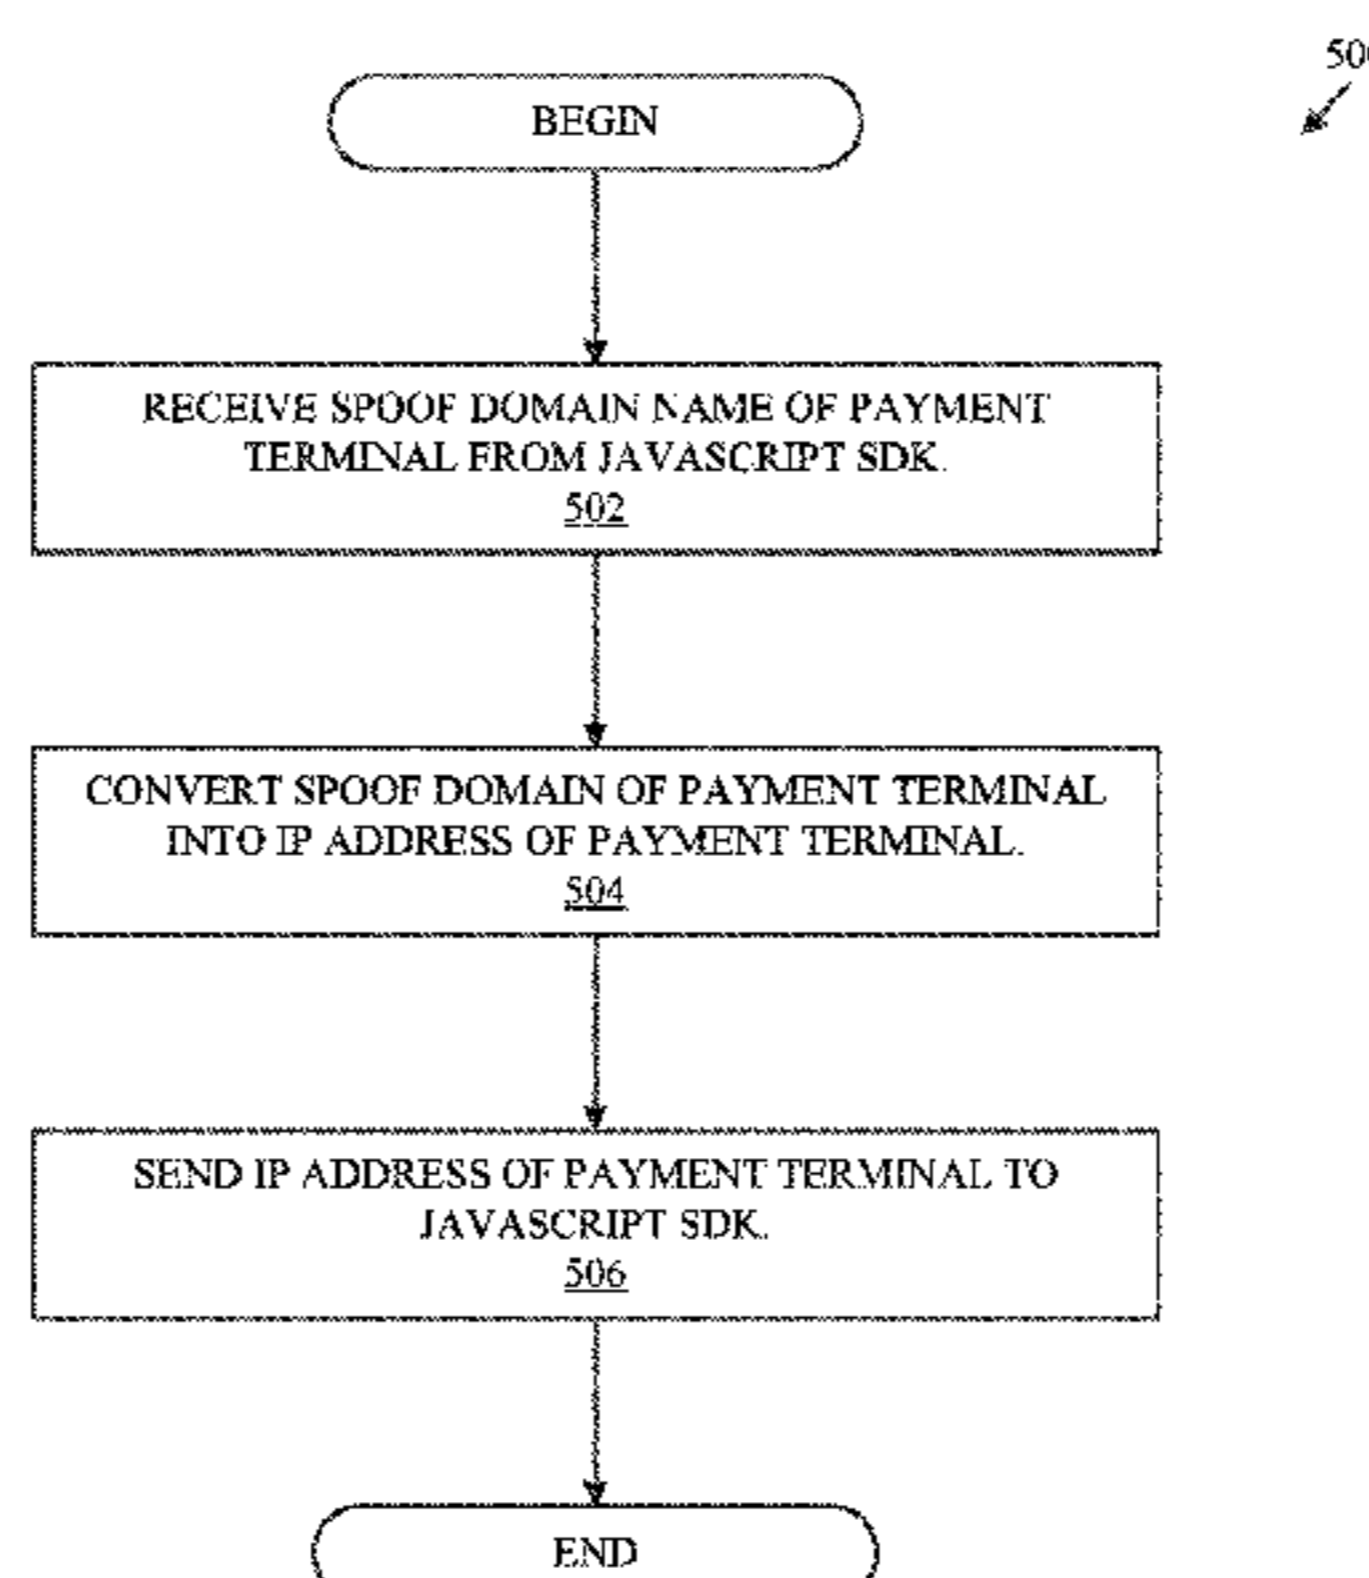 BEGIN
RECEIVE SPOOF DOMAIN NAME OF PAYMENT
TERMINAL FROM JAVASCRIPT SDK.
502
CONVERT SPOOF DOMAIN OF PAYMENT TERMINAL
INTO IP ADDRESS OF PAYMENT TERMINAL.
504
SEND IP ADDRESS OF PAYMENT TERMINAL TO
JAVASCRIPT SDK.
506
END